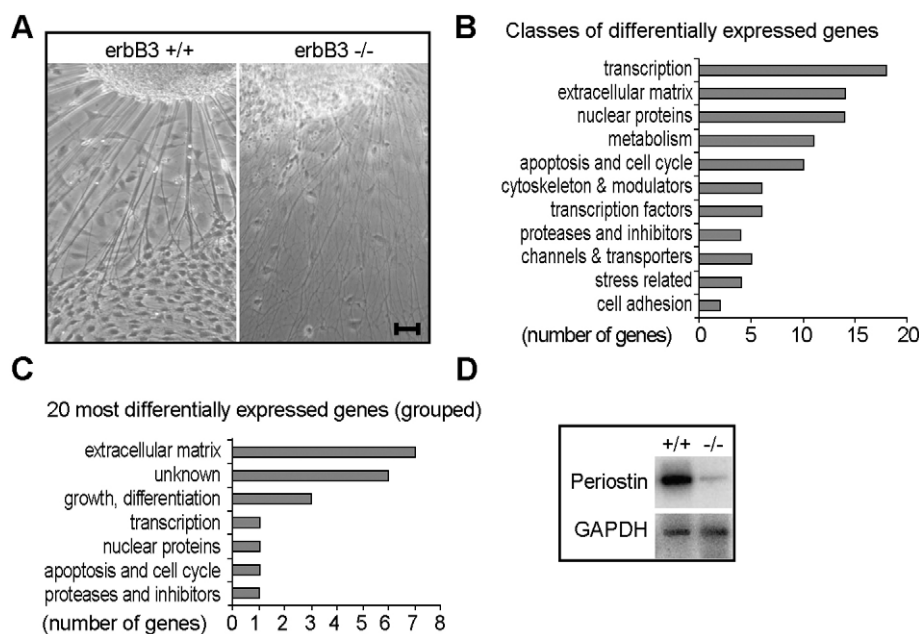 A
erbB3 +/+ erbB3 -/-
B
Classes of differentially expressed genes
transcription
extracellular matrix
nuclear proteins
metabolism
apoptosis and cell cycle
cytoskeleton & modulators
transcription factors
proteases and inhibitors
channels & transporters
stress related
cell adhesion
(number of genes) 0 5 10 15 20
C
20 most differentially expressed genes (grouped)
extracellular matrix
unknown
growth, differentiation
transcription
nuclear proteins
apoptosis and cell cycle
proteases and inhibitors
(number of genes) 0 1 2 3 4 5 6 7 8
D
+/+ -/-
Periostin
GAPDH